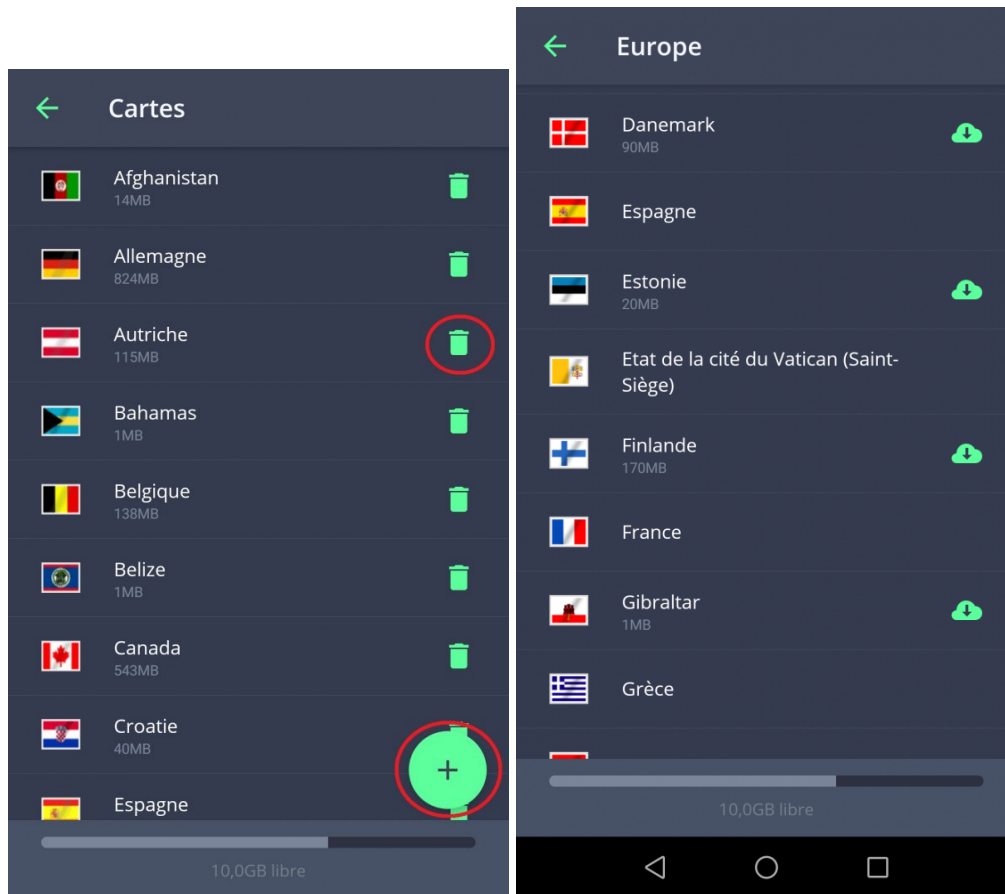 Cartes
Afghanistan
14MB
Allemagne
824MB
Autriche
115MB
Bahamas
1MB
Belgique
138MB
Belize
1MB
Canada
543MB
Croatie
40MB
Espagne
10,0GB libre
Europe
Danemark
90MB
Espagne
Estonie
20MB
Etat de la cité du Vatican (Saint-
Siège)
Finlande
170MB
France
Gibraltar
1MB
Grèce
10,0GB libre